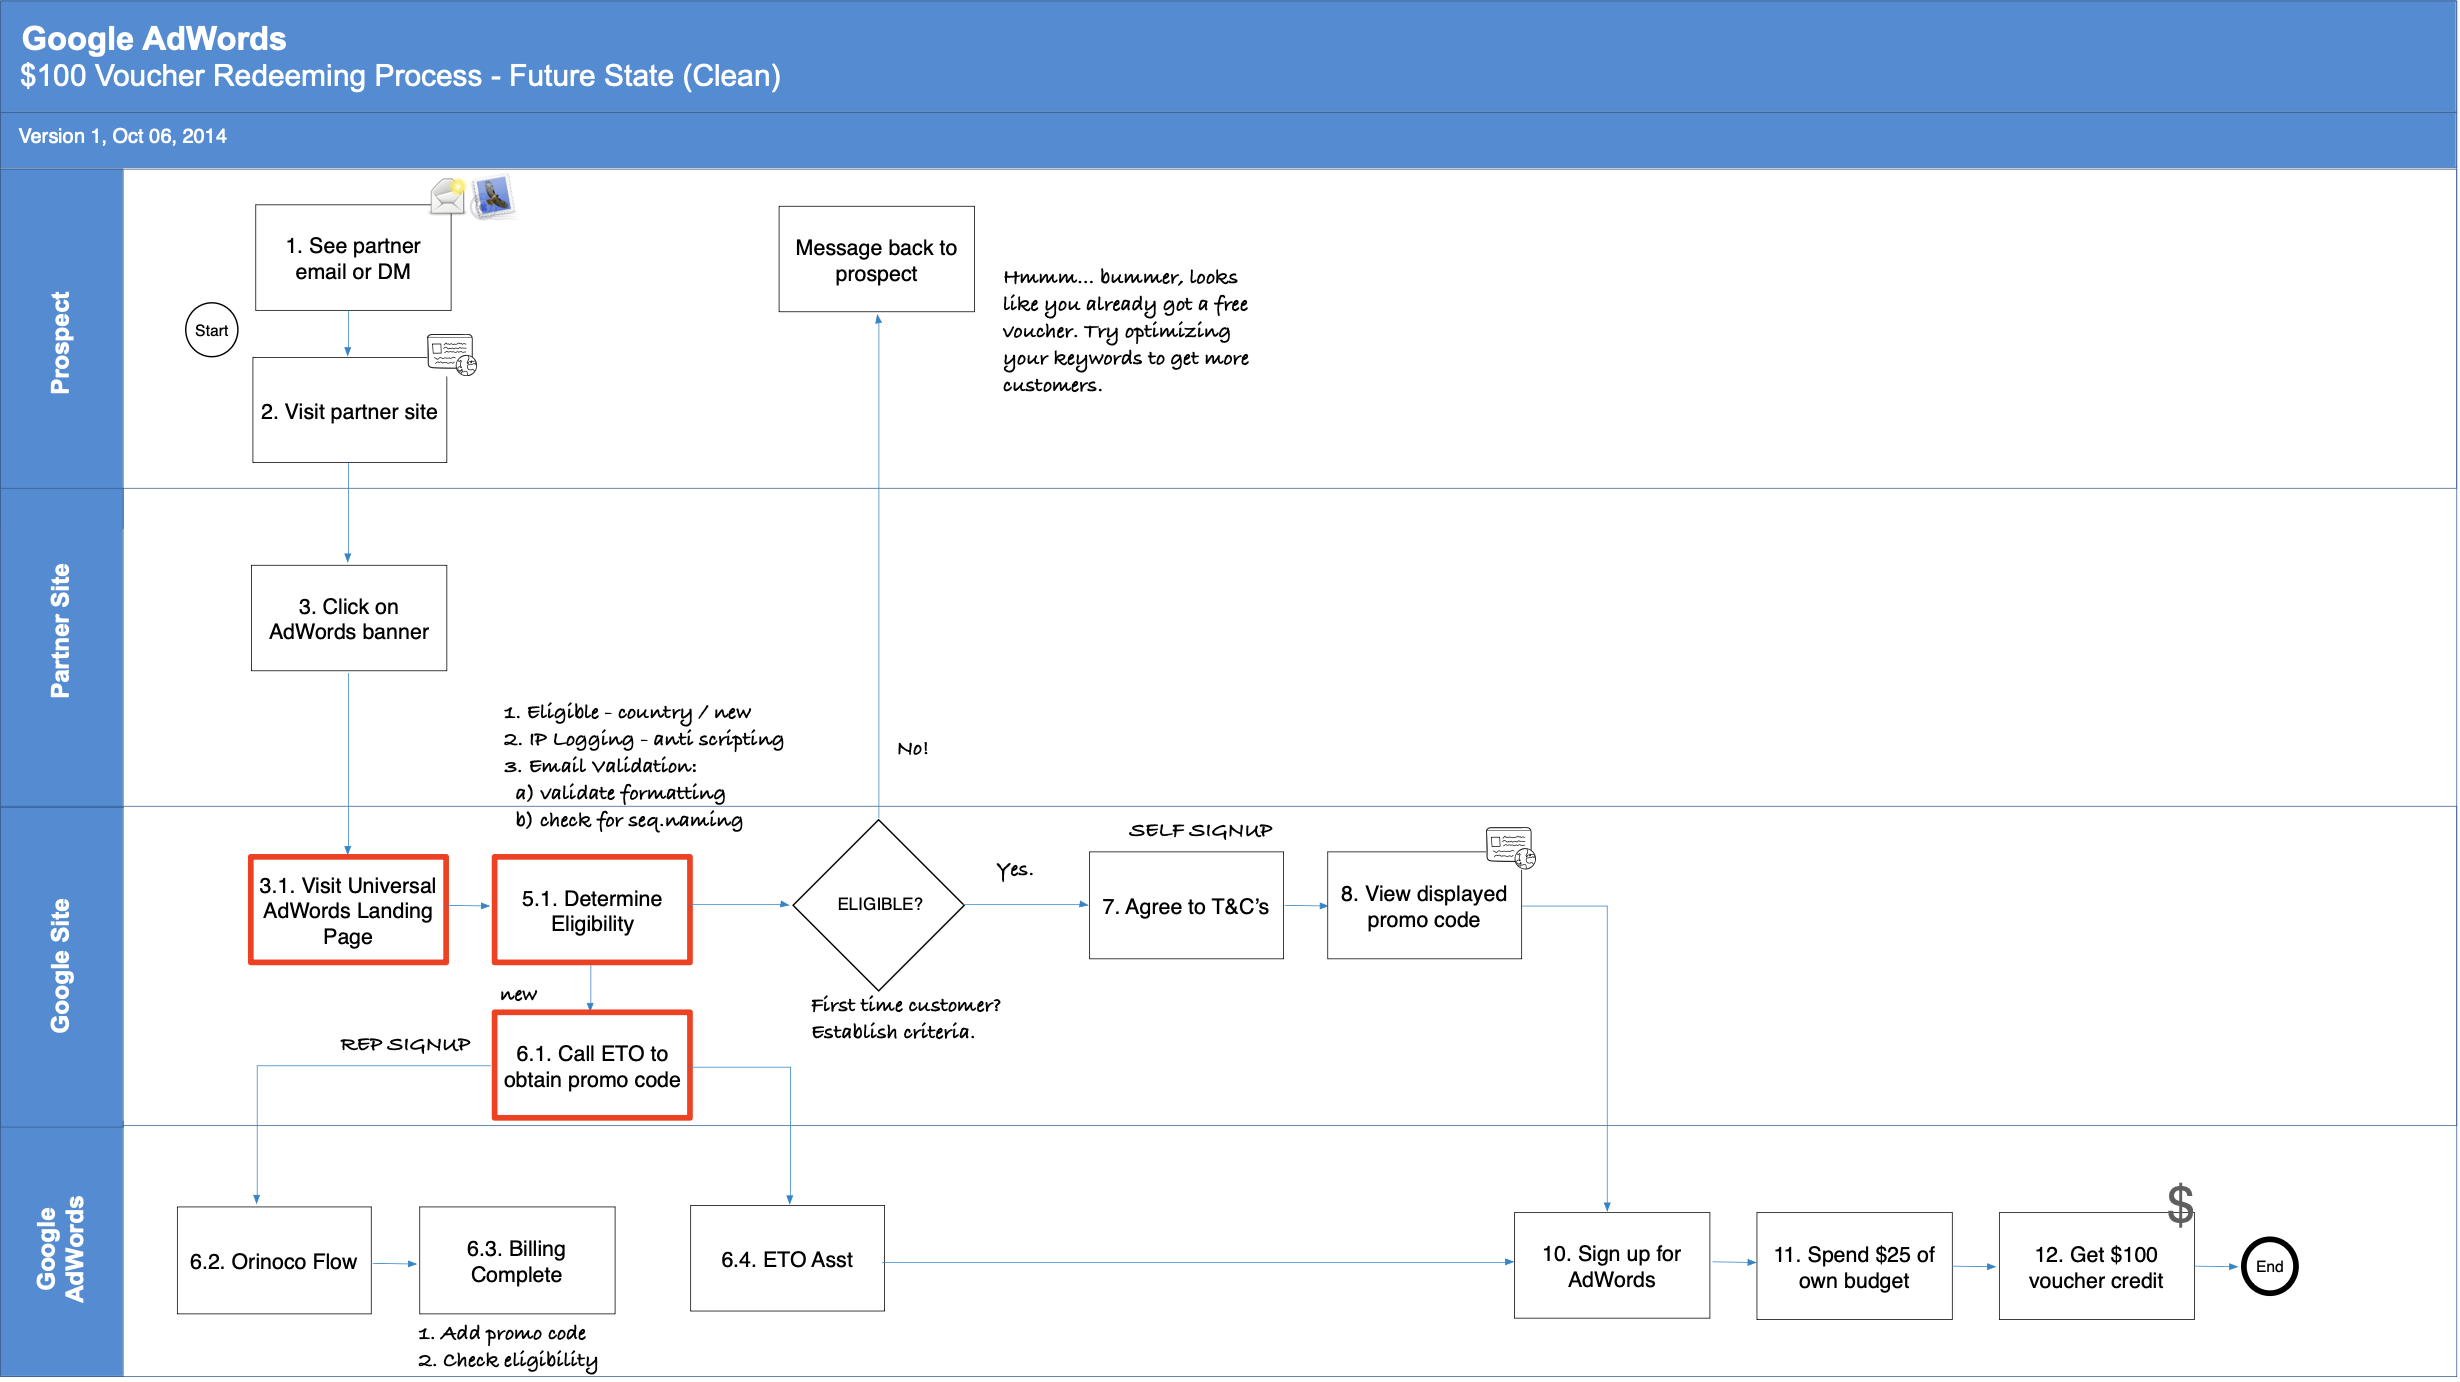 Google AdWords
$100 Voucher Redeeming Process - Future State (Clean)
Version 1, Oct 06, 2014
Prospect
1. See partner
email or DM
Start
2. Visit partner site
Message back to
prospect
Hmmm... bummer, looks
like you already got a free
voucher. Try optimizing
your keywords to get more
customers.
Partner Site
3. Click on
AdWords banner
1. Eligible - country / new
2. IP Logging - anti scripting
3. Email Validation:
a) validate formatting
b) check for seq.naming
No!
Google Site
3.1. Visit Universal
AdWords Landing
Page
5.1. Determine
Eligibility
ELIGIBLE?
Yes.
First time customer?
Establish criteria.
SELF SIGNUP
7. Agree to T&C’s
8. View displayed
promo code
new
REP SIGNUP
6.1. Call ETO to
obtain promo code
Google
AdWords
6.2. Orinoco Flow
6.3. Billing
Complete
1. Add promo code
2. Check eligibility
6.4. ETO Asst
10. Sign up for
AdWords
11. Spend $25 of
own budget
$
12. Get $100
voucher credit
End